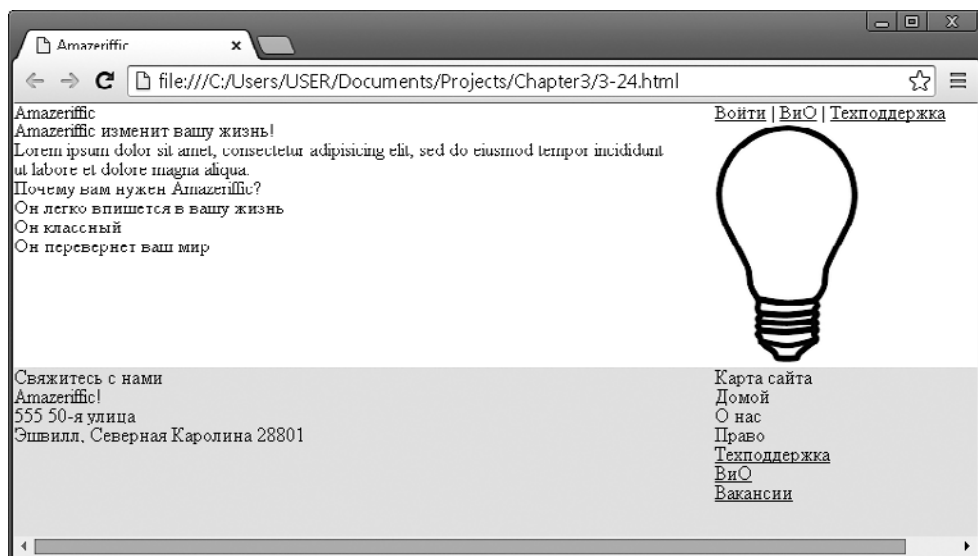 Amazeriffic
file:///C:/Users/USER/Documents/Projects/Chapter3/3-24.html
Amazeriffic
Войти | ВиО | Техподдержка
Amazeriffic изменит вашу жизнь!
Lorem ipsum dolor sit amet, consectetur adipisicing elit, sed do eiusmod tempor incididunt
ut labore et dolore magna aliqua.
Почему вам нужен Amazeriffic?
Он легко впишется в вашу жизнь
Он классный
Он перевернет ваш мир
Свяжитесь с нами
Amazeriffic!
555 50-я улица
Эшвилл, Северная Каролина 28801
Карта сайта
Домой
О нас
Право
Техподдержка
ВиО
Вакансии